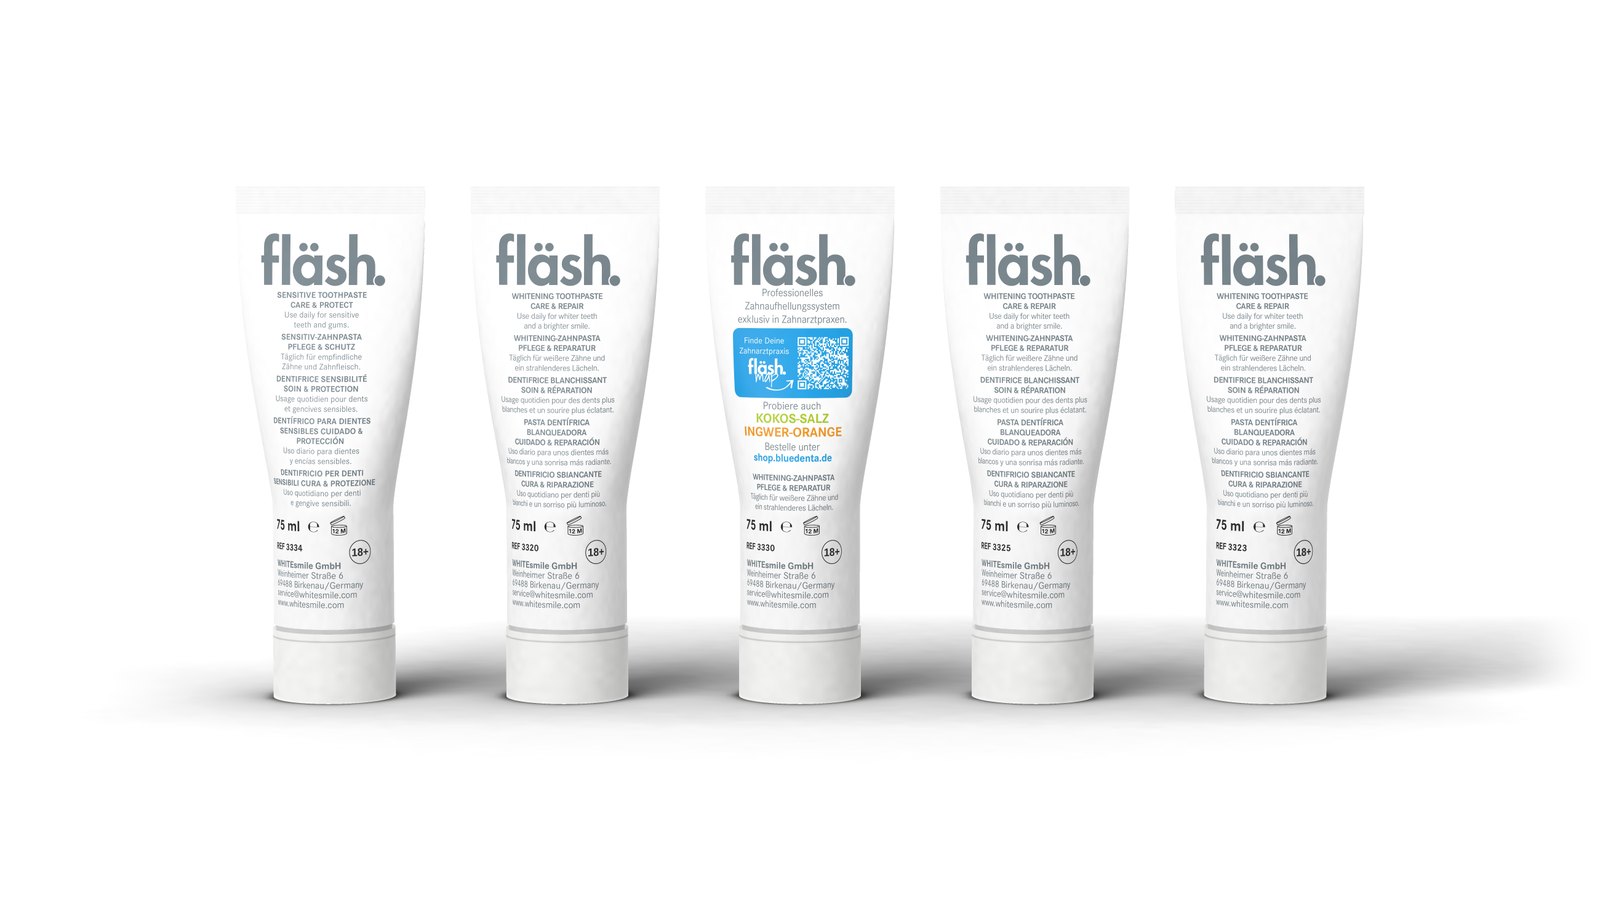 fläsh.
SENSITIVE TOOTHPASTE
CARE & PROTECT
Use daily for sensitive
teeth and gums.
SENSITIV-ZAHNPASTA
PFLEGE & SCHUTZ
Täglich für empfindliche
Zähne und Zahnfleisch.
DENTIFRICE SENSIBILITÉ
SOIN & PROTECTION
Usage quotidien pour dents
et gencives sensibles.
DENTÍFRICO PARA DIENTES
SENSIBLES CUIDADO &
PROTECCIÓN
Uso diario para dientes
y encías sensibles.
DENTIFRICIO PER DENTI
SENSIBILI CURA & PROTEZIONE
Uso quotidiano per denti
e gengive sensibili.
75 ml ℮ 12 M
REF 3334 18+
WHITEsmile GmbH
Weinheimer Straße 6
69488 Birkenau/Germany
service@whitesmile.com
www.whitesmile.com
fläsh.
WHITENING TOOTHPASTE
CARE & REPAIR
Use daily for whiter teeth
and a brighter smile.
WHITENING-ZAHNPASTA
PFLEGE & REPARATUR
Täglich für weißere Zähne und
ein strahlenderes Lächeln.
DENTIFRICE BLANCHISSANT
SOIN & RÉPARATION
Usage quotidien pour des dents plus
blanches et un sourire plus éclatant.
PASTA DENTÍFRICA
BLANQUEADORA
CUIDADO & REPARACIÓN
Uso diario para unos dientes más
blancos y una sonrisa más radiante.
DENTIFRICIO SBIANCANTE
CURA & RIPARAZIONE
Uso quotidiano per denti più
bianchi e un sorriso più luminoso.
75 ml ℮ 12 M
REF 3320 18+
WHITEsmile GmbH
Weinheimer Straße 6
69488 Birkenau/Germany
service@whitesmile.com
www.whitesmile.com
fläsh.
Professionelles
Zahnaufhellungssystem
exklusiv in Zahnarztpraxen.
Finde Deine
Zahnarztpraxis
fläsh.
map
Probiere auch
KOKOS-SALZ
INGWER-ORANGE
Bestelle unter
shop.bluedenta.de
WHITENING-ZAHNPASTA
PFLEGE & REPARATUR
Täglich für weißere Zähne und
ein strahlenderes Lächeln.
75 ml ℮ 12 M
REF 3330 18+
WHITEsmile GmbH
Weinheimer Straße 6
69488 Birkenau/Germany
service@whitesmile.com
www.whitesmile.com
fläsh.
WHITENING TOOTHPASTE
CARE & REPAIR
Use daily for whiter teeth
and a brighter smile.
WHITENING-ZAHNPASTA
PFLEGE & REPARATUR
Täglich für weißere Zähne und
ein strahlenderes Lächeln.
DENTIFRICE BLANCHISSANT
SOIN & RÉPARATION
Usage quotidien pour des dents plus
blanches et un sourire plus éclatant.
PASTA DENTÍFRICA
BLANQUEADORA
CUIDADO & REPARACIÓN
Uso diario para unos dientes más
blancos y una sonrisa más radiante.
DENTIFRICIO SBIANCANTE
CURA & RIPARAZIONE
Uso quotidiano per denti più
bianchi e un sorriso più luminoso.
75 ml ℮ 12 M
REF 3325 18+
WHITEsmile GmbH
Weinheimer Straße 6
69488 Birkenau/Germany
service@whitesmile.com
www.whitesmile.com
fläsh.
WHITENING TOOTHPASTE
CARE & REPAIR
Use daily for whiter teeth
and a brighter smile.
WHITENING-ZAHNPASTA
PFLEGE & REPARATUR
Täglich für weißere Zähne und
ein strahlenderes Lächeln.
DENTIFRICE BLANCHISSANT
SOIN & RÉPARATION
Usage quotidien pour des dents plus
blanches et un sourire plus éclatant.
PASTA DENTÍFRICA
BLANQUEADORA
CUIDADO & REPARACIÓN
Uso diario para unos dientes más
blancos y una sonrisa más radiante.
DENTIFRICIO SBIANCANTE
CURA & RIPARAZIONE
Uso quotidiano per denti più
bianchi e un sorriso più luminoso.
75 ml ℮ 12 M
REF 3323 18+
WHITEsmile GmbH
Weinheimer Straße 6
69488 Birkenau/Germany
service@whitesmile.com
www.whitesmile.com